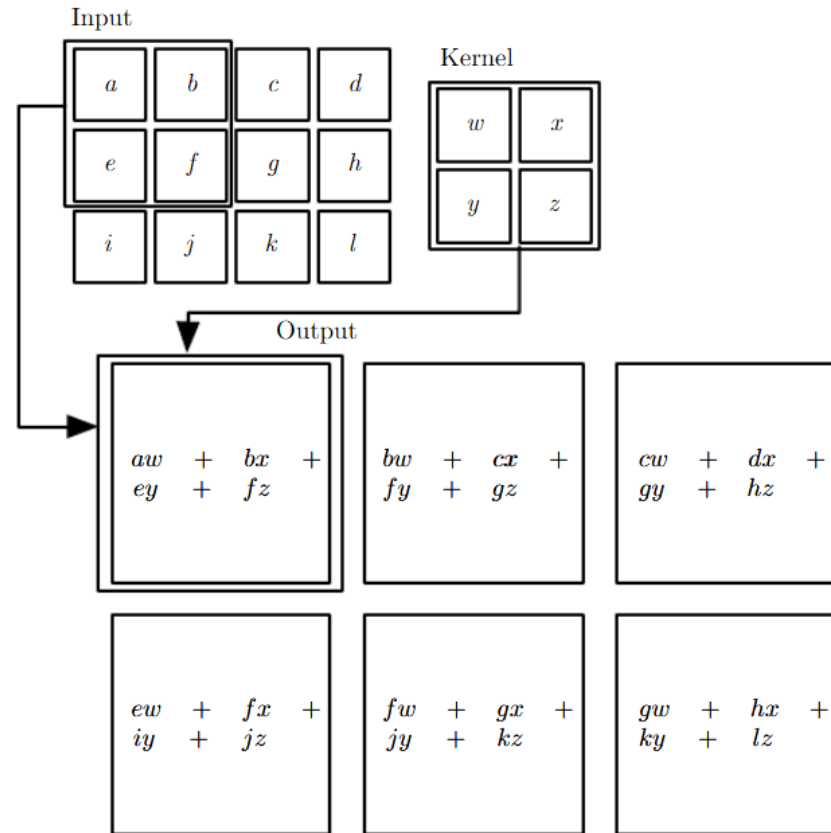 Input
a b c d
e f g h
i j k l
Kernel
w x
y z
Output
aw + bx +
ey + fz
bw + cx +
fy + gz
cw + dx +
gy + hz
ew + fx +
iy + jz
fw + gx +
jy + kz
gw + hx +
ky + lz